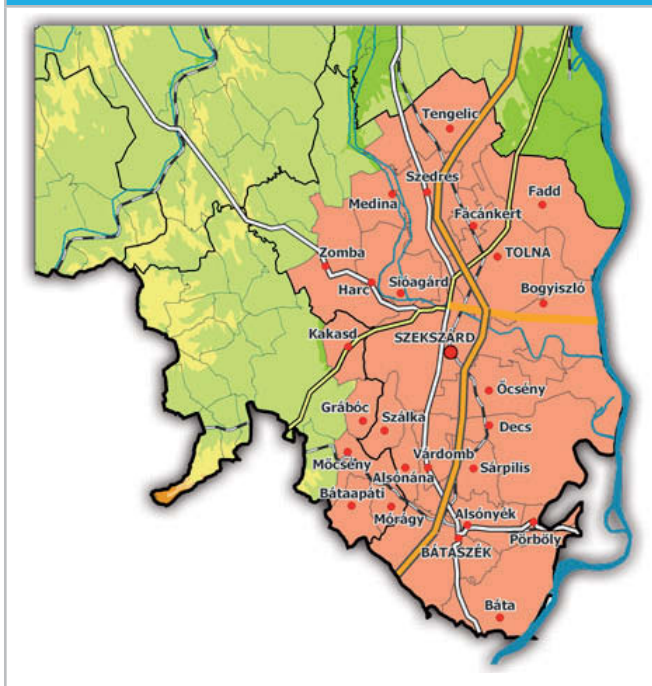 Tengelic
Szedres
Medina
Fadd
Fácánkert
Zomba
TOLNA
Harc
Sióagárd
Bogyiszló
Kakasd
SZEKSZÁRD
Őcsény
Grábóc
Szálka
Decs
Várdomb
Mőcsény
Alsónána
Sárpilis
Bátaapáti
Mórágy
Alsónyék
Pörböly
BÁTASZÉK
Báta